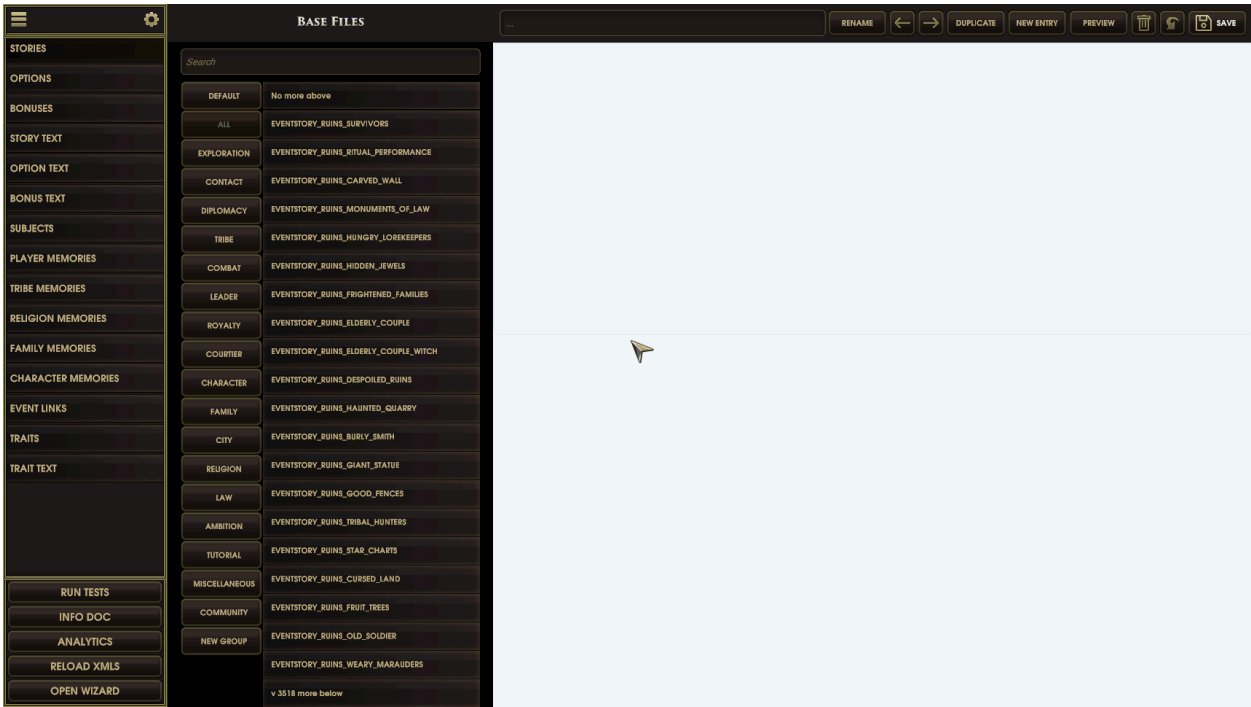 BASE FILES
...
RENAME
DUPLICATE
NEW ENTRY
PREVIEW
SAVE
STORIES
OPTIONS
BONUSES
STORY TEXT
OPTION TEXT
BONUS TEXT
SUBJECTS
PLAYER MEMORIES
TRIBE MEMORIES
RELIGION MEMORIES
FAMILY MEMORIES
CHARACTER MEMORIES
EVENT LINKS
TRAITS
TRAIT TEXT
RUN TESTS
INFO DOC
ANALYTICS
RELOAD XMLS
OPEN WIZARD
Search
DEFAULT
ALL
EXPLORATION
CONTACT
DIPLOMACY
TRIBE
COMBAT
LEADER
ROYALTY
COURTIER
CHARACTER
FAMILY
CITY
RELIGION
LAW
AMBITION
TUTORIAL
MISCELLANEOUS
COMMUNITY
NEW GROUP
No more above
EVENTSTORY_RUINS_SURVIVORS
EVENTSTORY_RUINS_RITUAL_PERFORMANCE
EVENTSTORY_RUINS_CARVED_WALL
EVENTSTORY_RUINS_MONUMENTS_OF_LAW
EVENTSTORY_RUINS_HUNGRY_LOREKEEPERS
EVENTSTORY_RUINS_HIDDEN_JEWELS
EVENTSTORY_RUINS_FRIGHTENED_FAMILIES
EVENTSTORY_RUINS_ELDERLY_COUPLE
EVENTSTORY_RUINS_ELDERLY_COUPLE_WITCH
EVENTSTORY_RUINS_DESPOILED_RUINS
EVENTSTORY_RUINS_HAUNTED_QUARRY
EVENTSTORY_RUINS_BURLY_SMITH
EVENTSTORY_RUINS_GIANT_STATUE
EVENTSTORY_RUINS_GOOD_FENCES
EVENTSTORY_RUINS_TRIBAL_HUNTERS
EVENTSTORY_RUINS_STAR_CHARTS
EVENTSTORY_RUINS_CURSED_LAND
EVENTSTORY_RUINS_FRUIT_TREES
EVENTSTORY_RUINS_OLD_SOLDIER
EVENTSTORY_RUINS_WEARY_MARAUDERS
v 3518 more below